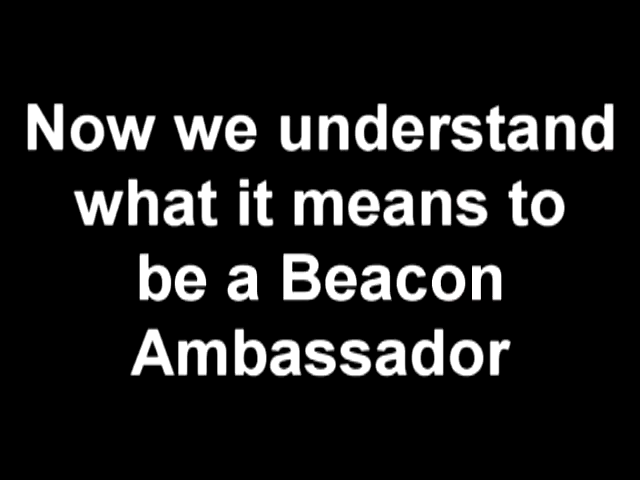 Now we understand
what it means to
be a Beacon
Ambassador